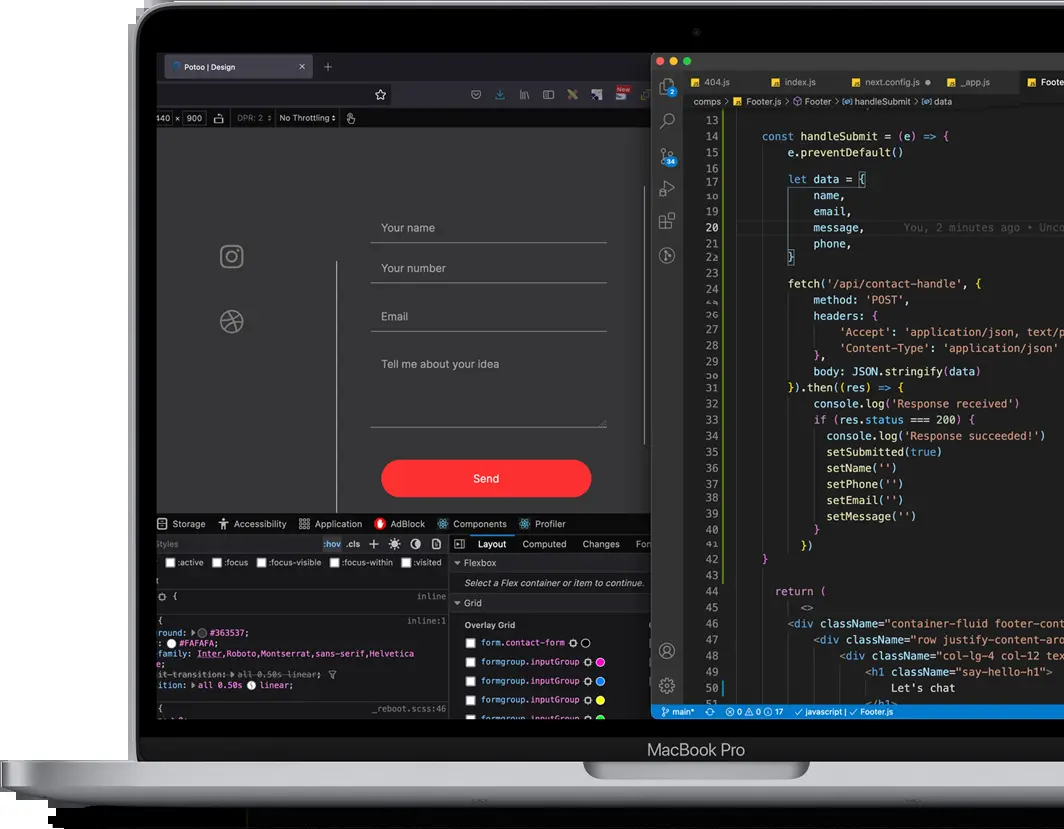 Potoo | Design
New
440 × 900
DPR: 2
No Throttling
Your name
Your number
Email
Tell me about your idea
Send
Storage
Accessibility
Application
AdBlock
Components
Profiler
Styles
:hov .cls +
Layout
Computed
Changes
Fon
:active
:focus
:focus-visible
:focus-within
:visited
{ inline
{ inline:1
round: #363537;
: #FAFAFA;
family: Inter,Roboto,Montserrat,sans-serif,Helvetica
e;
it-transition: all 0.50s linear;
ition: all 0.50s linear;
{ _reboot.scss:46
Flexbox
Select a Flex container or item to continue.
Grid
Overlay Grid
form.contact-form
formgroup.inputGroup
formgroup.inputGroup
formgroup.inputGroup
formgroup.inputGroup
404.js
index.js
next.config.js
_app.js
Foote
comps > Footer.js > Footer > handleSubmit > data
2
34
13
14 const handleSubmit = (e) => {
15 e.preventDefault()
16
17 let data = {
18 name,
19 email,
20 message, You, 2 minutes ago • Unco
21 phone,
22 }
23
24 fetch('/api/contact-handle', {
method: 'POST',
26 headers: {
27 'Accept': 'application/json, text/p
28 'Content-Type': 'application/json'
29 },
30 body: JSON.stringify(data)
31 }).then((res) => {
32 console.log('Response received')
33 if (res.status === 200) {
34 console.log('Response succeeded!')
35 setSubmitted(true)
36 setName('')
37 setPhone('')
38 setEmail('')
39 setMessage('')
40 }
41 })
42 }
43
44 return (
45 <>
46 <div className="container-fluid footer-cont
47 <div className="row justify-content-aro
48 <div className="col-lg-4 col-12 tex
49 <h1 className="say-hello-h1">
50 Let's chat
51 </h1>
main* 0 0 17 javascript | Footer.js
MacBook Pro